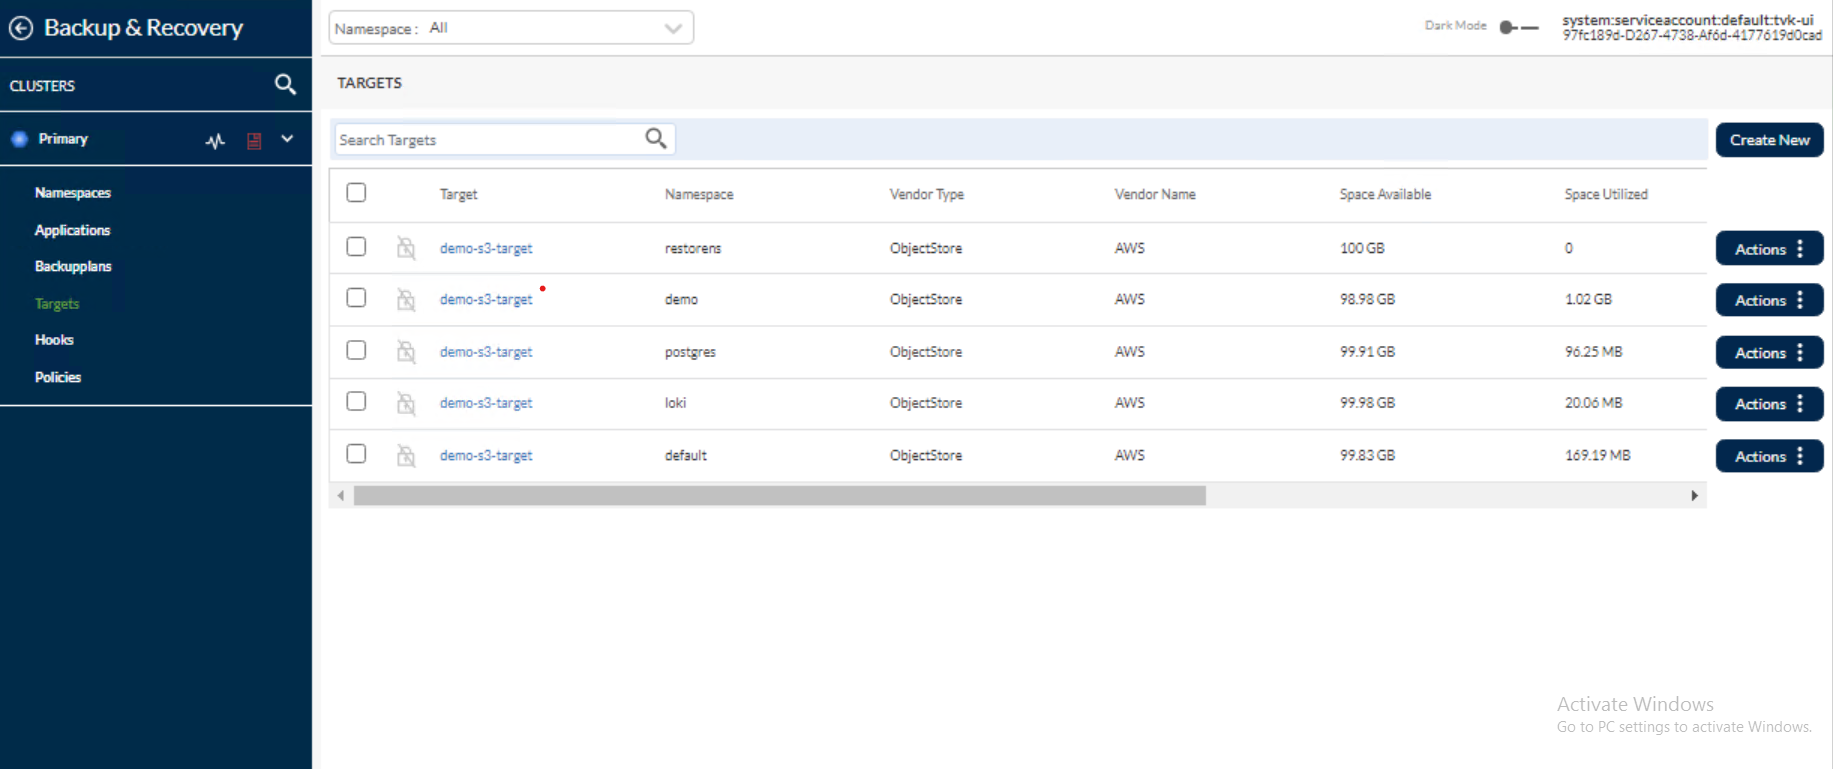 Backup & Recovery
Namespace : All
Dark Mode
system:serviceaccount:default:tvk-ui
97fc189d-D267-4738-Af6d-4177619d0cad
CLUSTERS
TARGETS
Primary
Search Targets
Create New
Namespaces
Applications
Backupplans
Targets
Hooks
Policies
Target Namespace Vendor Type Vendor Name Space Available Space Utilized
demo-s3-target restorens ObjectStore AWS 100 GB 0 Actions
demo-s3-target demo ObjectStore AWS 98.98 GB 1.02 GB Actions
demo-s3-target postgres ObjectStore AWS 99.91 GB 96.25 MB Actions
demo-s3-target loki ObjectStore AWS 99.98 GB 20.06 MB Actions
demo-s3-target default ObjectStore AWS 99.83 GB 169.19 MB Actions
Activate Windows
Go to PC settings to activate Windows.